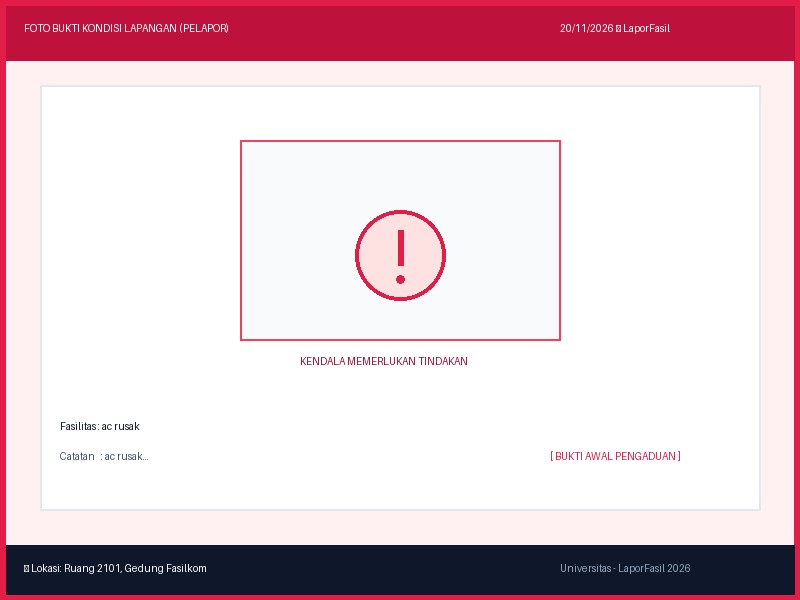 FOTO BUKTI KONDISI LAPANGAN (PELAPOR)
20/11/2026 LaporFasil
!
KENDALA MEMERLUKAN TINDAKAN
Fasilitas: ac rusak
Catatan : ac rusak...
[ BUKTI AWAL PENGADUAN ]
Lokasi: Ruang 2101, Gedung Fasilkom
Universitas - LaporFasil 2026